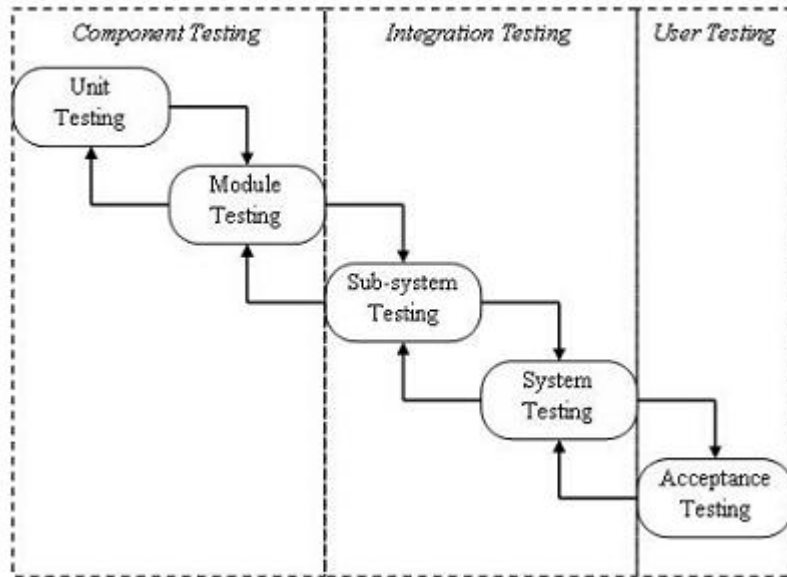 Component Testing
Integration Testing
User Testing
Unit
Testing
Module
Testing
Sub-system
Testing
System
Testing
Acceptance
Testing